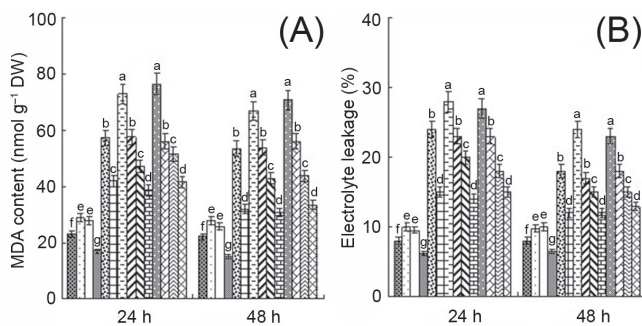 (A)
MDA content (nmol g⁻¹ DW)
100
80
60
40
20
0
f e e g b d a b c d a b c d
f e e g b d a b c d a b c d
24 h
48 h
(B)
Electrolyte leakage (%)
40
30
20
10
0
f e e g b d a b c d a b c d
f e e g b d a b c d a b c d
24 h
48 h